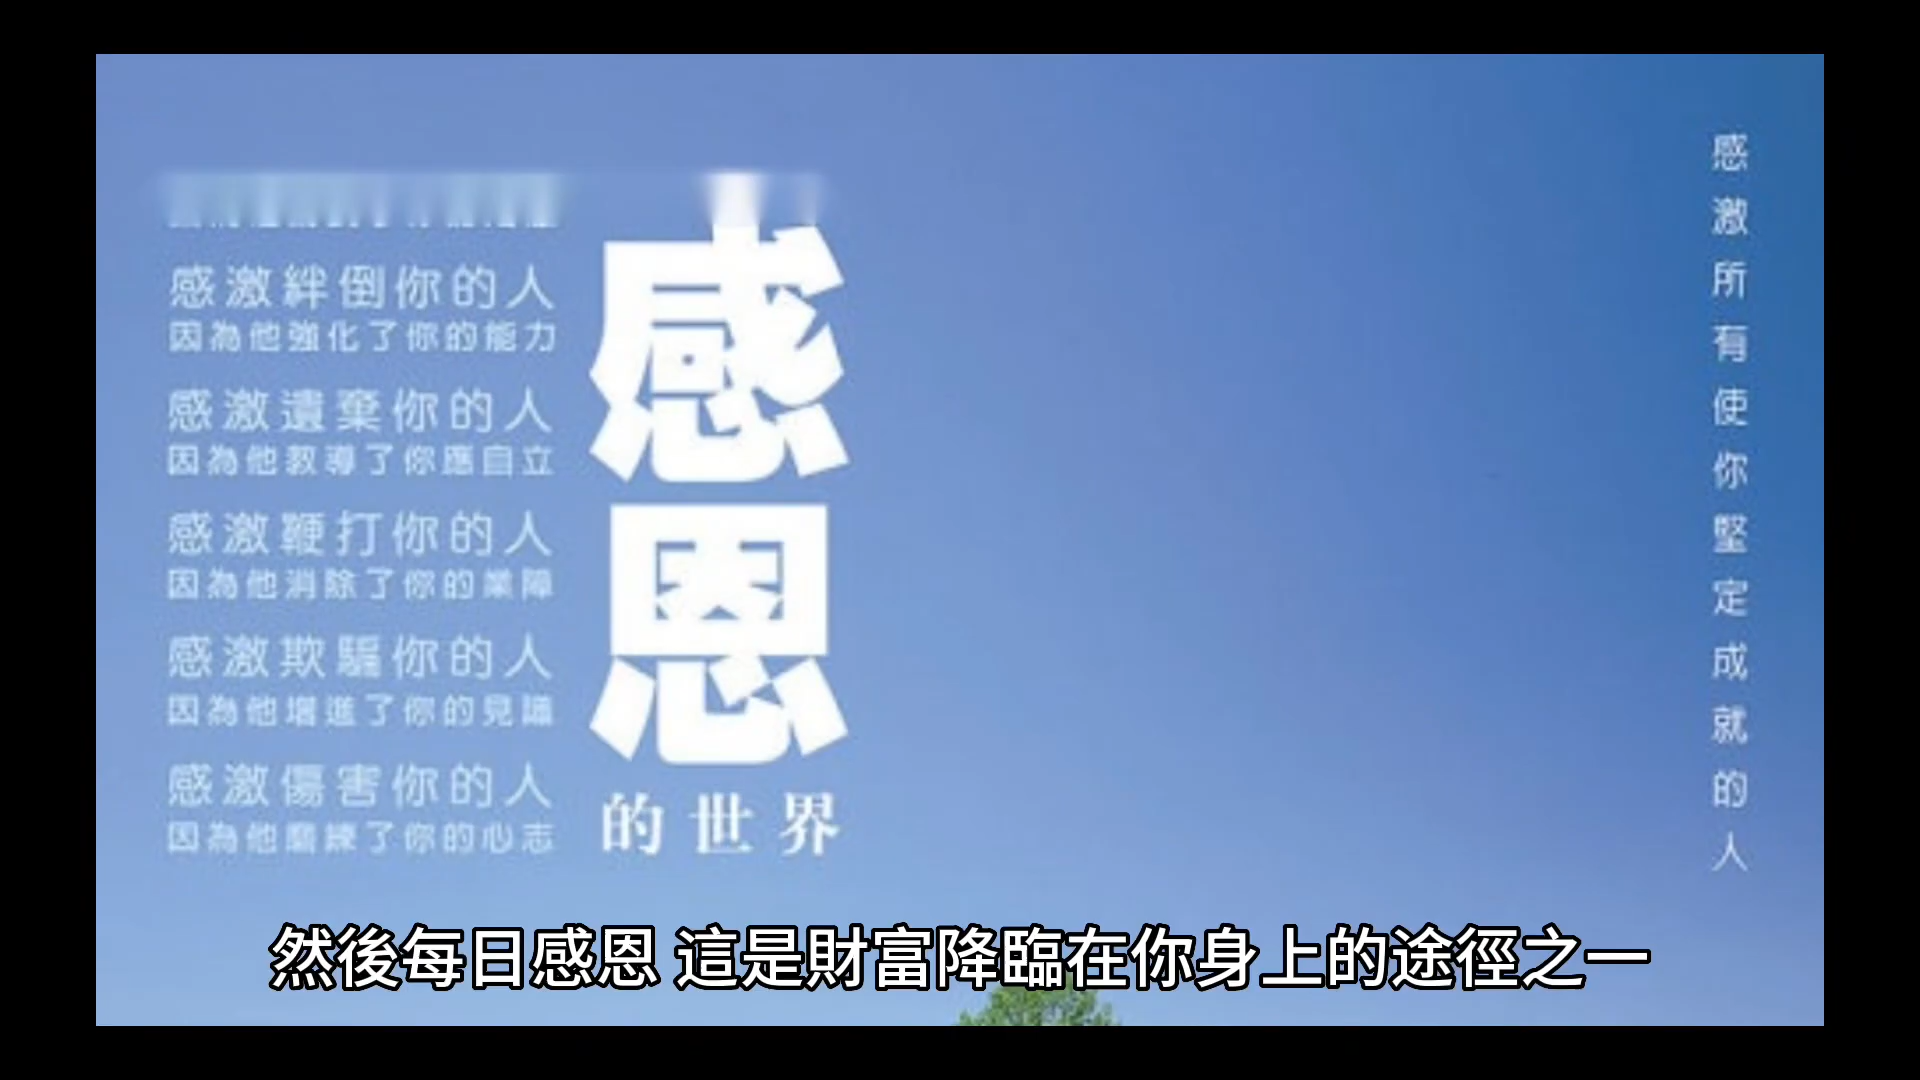 感激絆倒你的人
因為他強化了你的能力
感激遺棄你的人
因為他教導了你應自立
感激鞭打你的人
因為他消除了你的業障
感激欺騙你的人
因為他增進了你的見識
感激傷害你的人
因為他磨練了你的心志
感恩
的世界
感激所有使你堅定成就的人
然後每日感恩 這是財富降臨在你身上的途徑之一